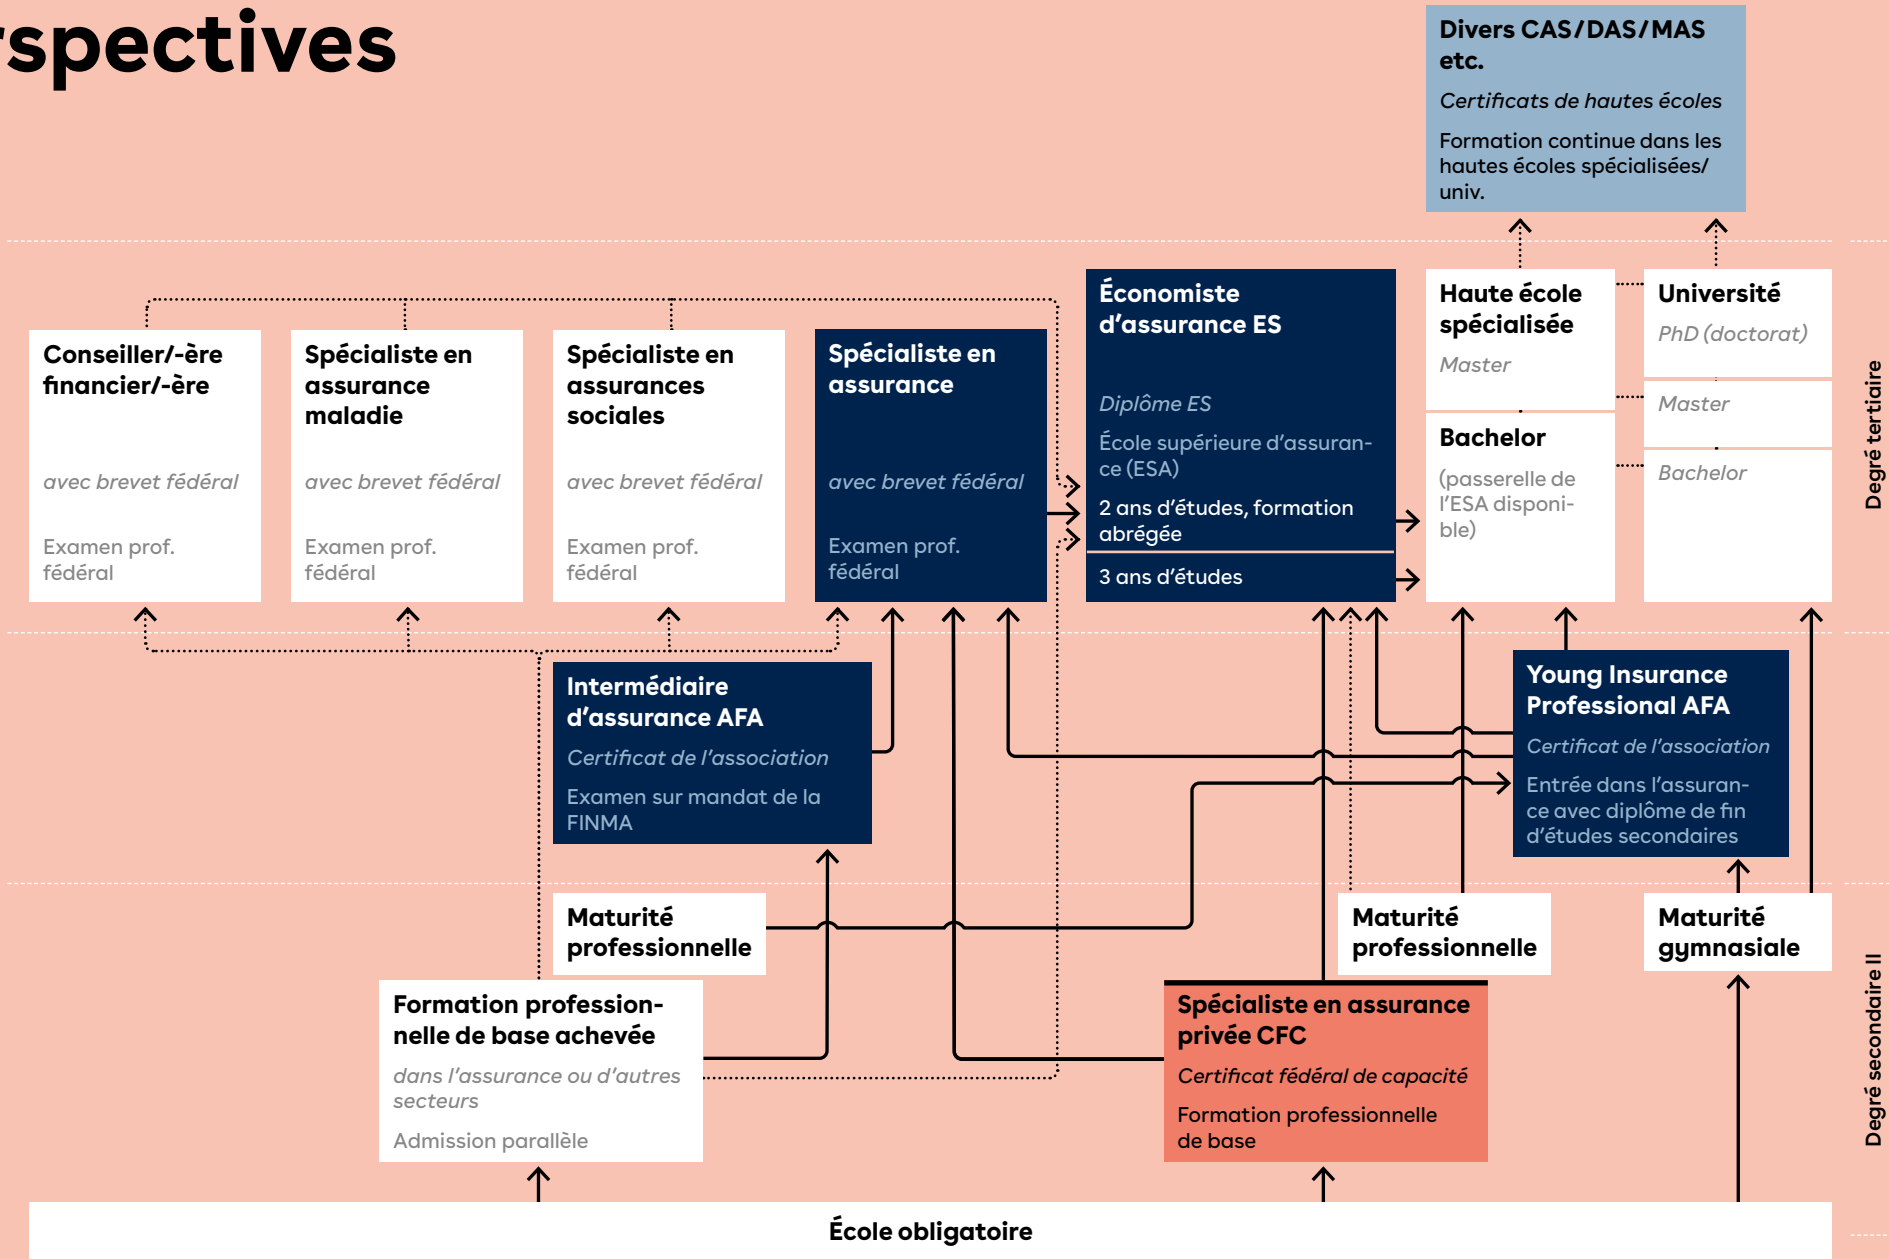 rspectives
Divers CAS/DAS/MAS
etc.
Certificats de hautes écoles
Formation continue dans les
hautes écoles spécialisées/
univ.
Conseiller/-ère
financier/-ère
avec brevet fédéral
Examen prof.
fédéral
Spécialiste en
assurance
maladie
avec brevet fédéral
Examen prof.
fédéral
Spécialiste en
assurances
sociales
avec brevet fédéral
Examen prof.
fédéral
Spécialiste en
assurance
avec brevet fédéral
Examen prof.
fédéral
Économiste
d’assurance ES
Diplôme ES
École supérieure d’assuran-
ce (ESA)
2 ans d’études, formation
abrégée
3 ans d’études
Haute école
spécialisée
Master
Bachelor
(passerelle de
l’ESA disponi-
ble)
Université
PhD (doctorat)
Master
Bachelor
Degré tertiaire
Intermédiaire
d’assurance AFA
Certificat de l’association
Examen sur mandat de la
FINMA
Young Insurance
Professional AFA
Certificat de l’association
Entrée dans l’assuran-
ce avec diplôme de fin
d’études secondaires
Maturité
professionnelle
Maturité
professionnelle
Maturité
gymnasiale
Formation profession-
nelle de base achevée
dans l’assurance ou d’autres
secteurs
Admission parallèle
Spécialiste en assurance
privée CFC
Certificat fédéral de capacité
Formation professionnelle
de base
Degré secondaire II
École obligatoire